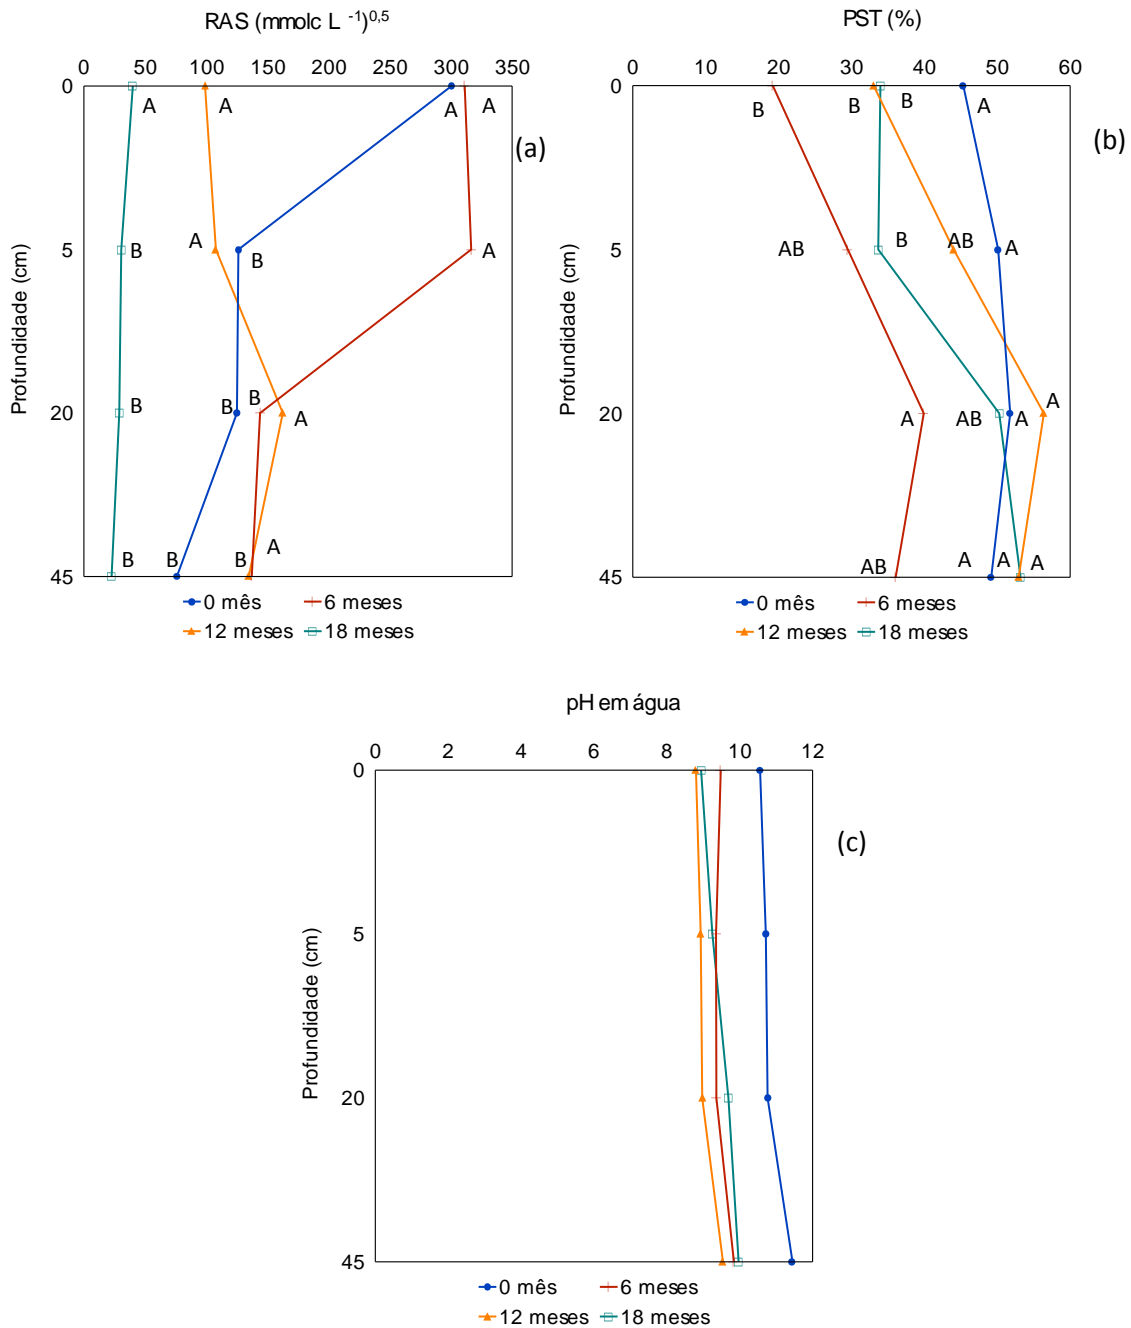 RAS (mmolc L -1)0,5
0 50 100 150 200 250 300 350
0
5
20
45
Profundidade (cm)
A A A A
B A B A
B B B A
B B B A
(a)
0 mês 6 meses
12 meses 18 meses
PST (%)
0 10 20 30 40 50 60
0
5
20
45
Profundidade (cm)
B B B A
AB B AB A
A AB A A
AB A A A
(b)
0 mês 6 meses
12 meses 18 meses
pH em água
0 2 4 6 8 10 12
0
5
20
45
Profundidade (cm)
(c)
0 mês 6 meses
12 meses 18 meses